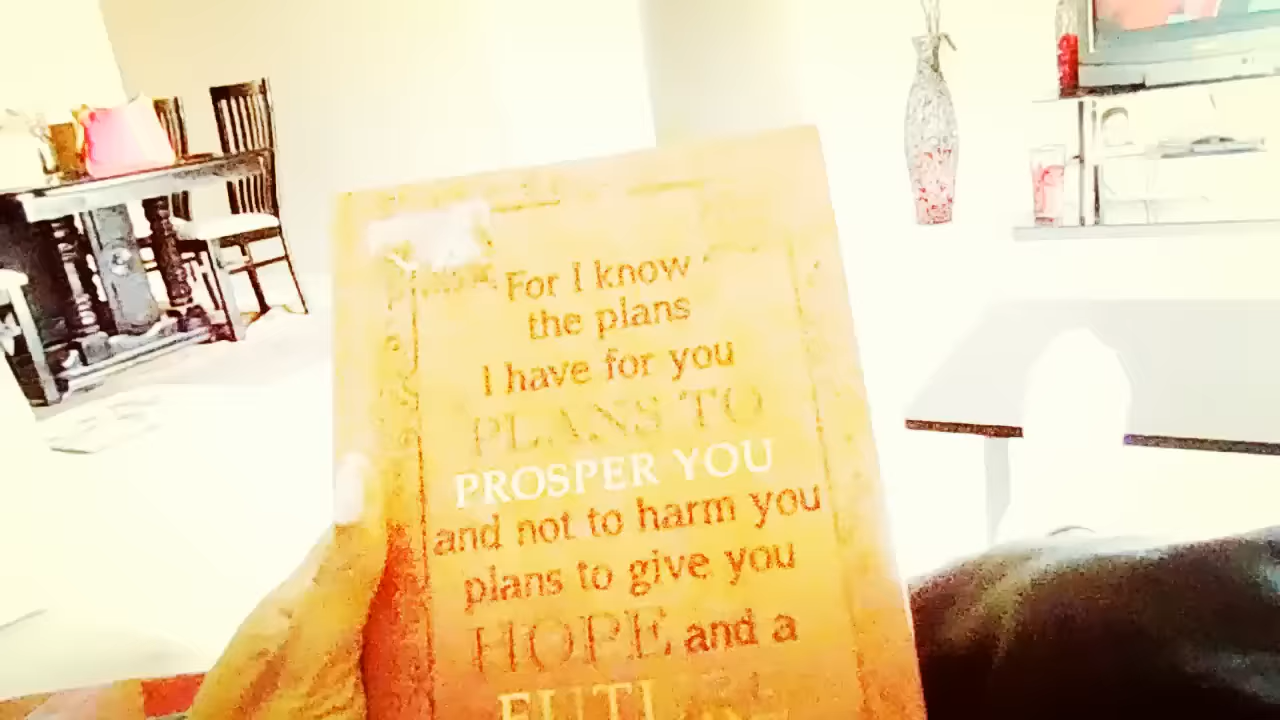 For I know
the plans
I have for you
PLANS TO
PROSPER YOU
and not to harm you
plans to give you
HOPE and a
FUTURE